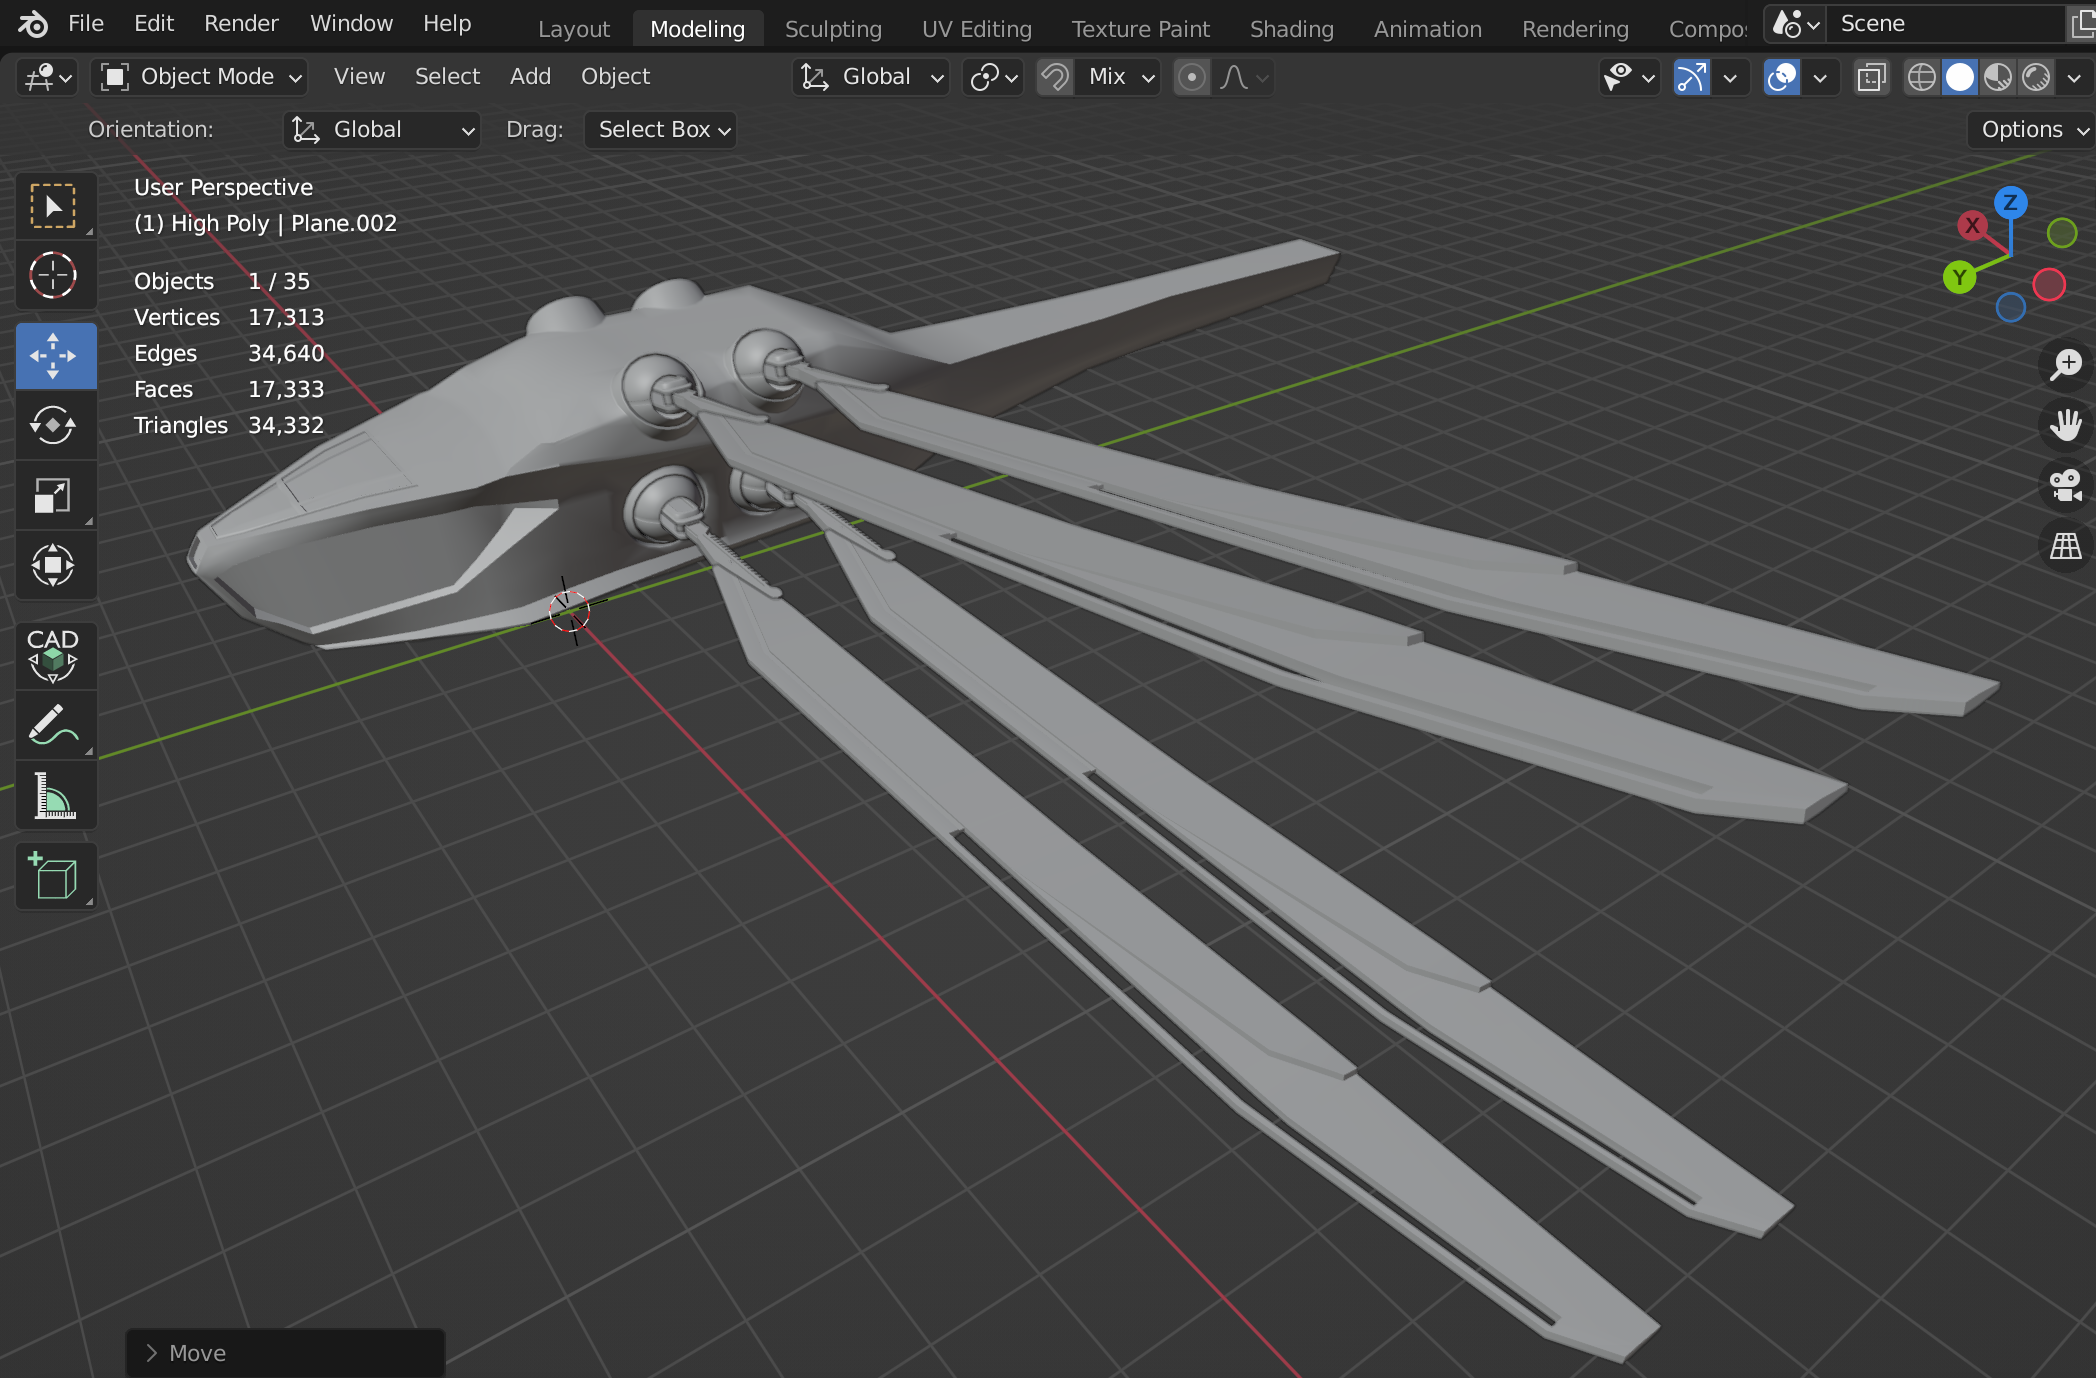 File Edit Render Window Help Layout Modeling Sculpting UV Editing Texture Paint Shading Animation Rendering Compos Scene
Object Mode View Select Add Object Global Mix
Orientation: Global Drag: Select Box Options
User Perspective
(1) High Poly | Plane.002
Objects 1 / 35
Vertices 17,313
Edges 34,640
Faces 17,333
Triangles 34,332
Z
X
Y
CAD
Move